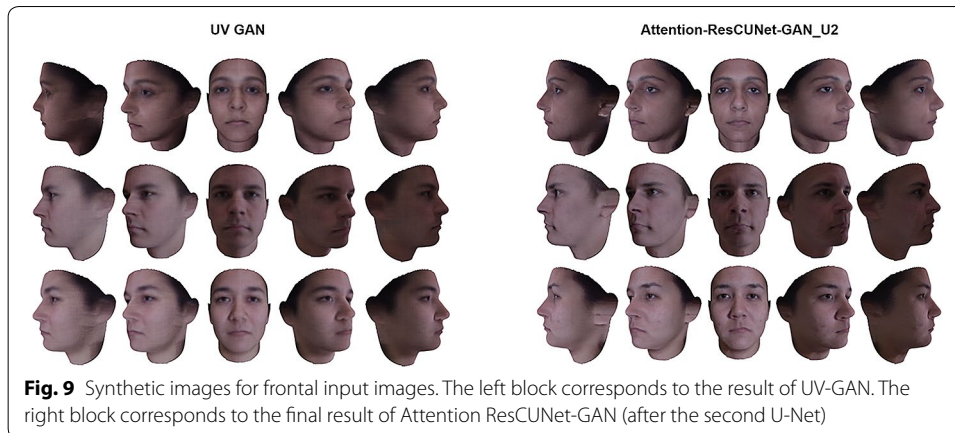 UV GAN
Attention-ResCUNet-GAN_U2
Fig. 9 Synthetic images for frontal input images. The left block corresponds to the result of UV-GAN. The
right block corresponds to the final result of Attention ResCUNet-GAN (after the second U-Net)